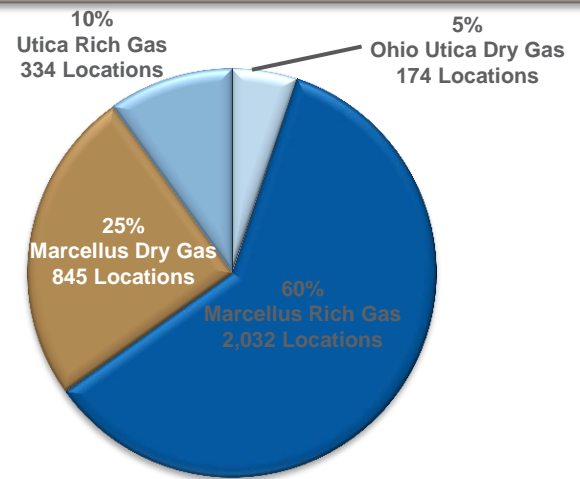 10%
Utica Rich Gas
334 Locations
5%
Ohio Utica Dry Gas
174 Locations
25%
Marcellus Dry Gas
845 Locations
60%
Marcellus Rich Gas
2,032 Locations